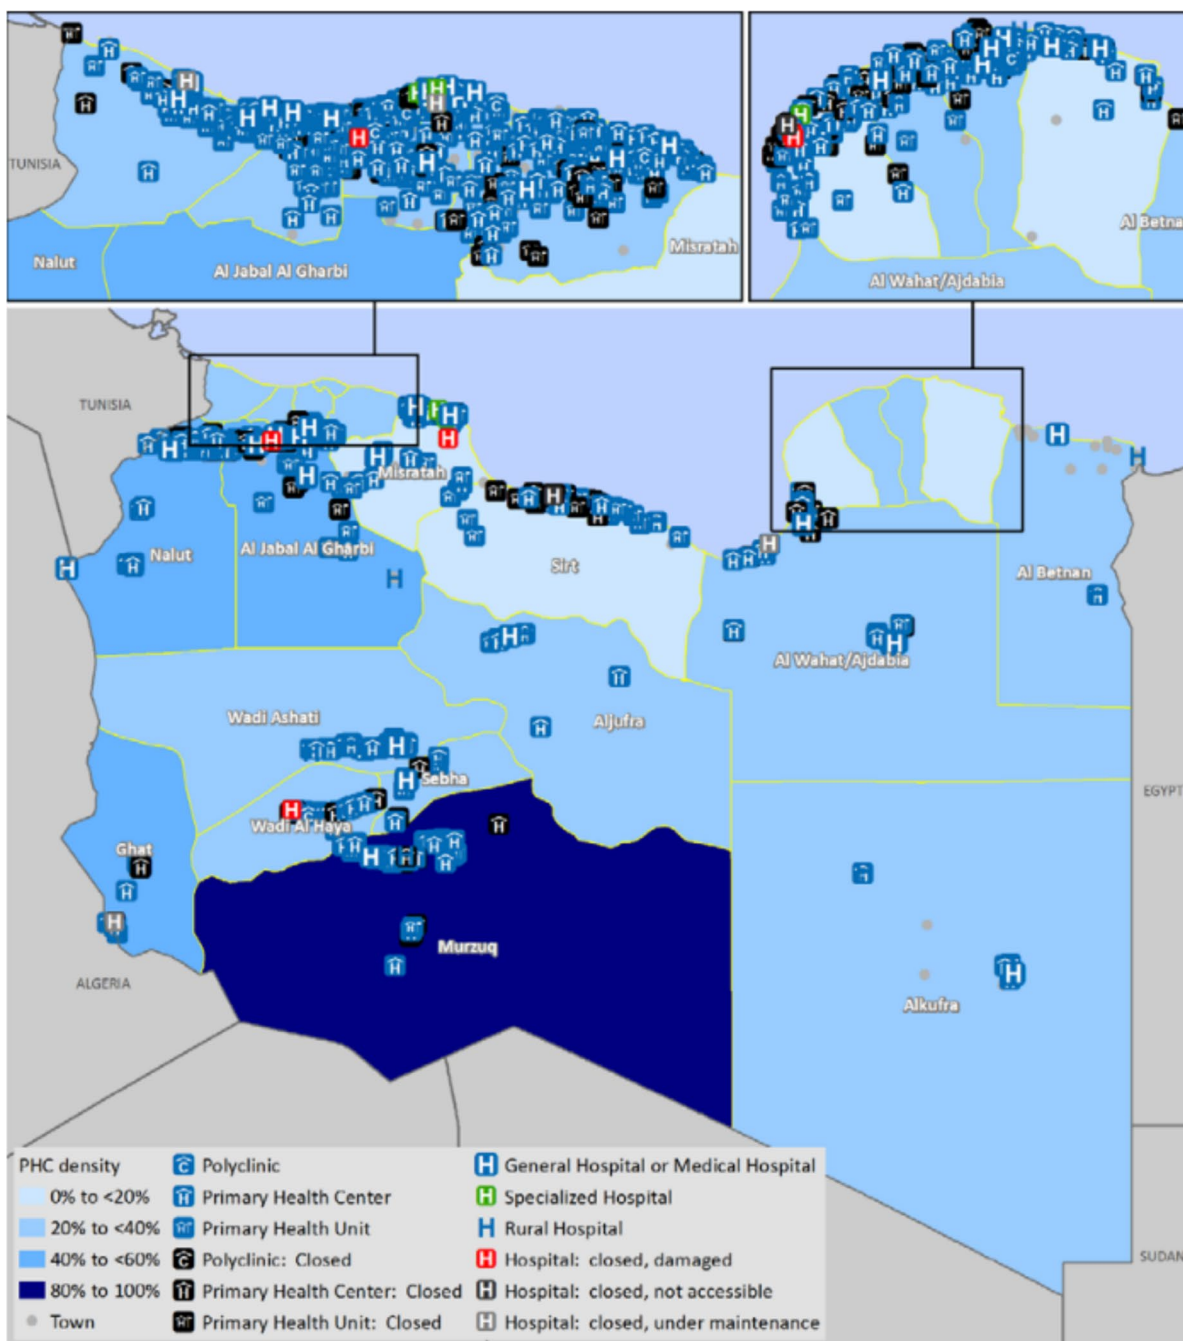 TUNISIA
Nalut
Al Jabal Al Gharbi
Misratah
Al Betna
Al Wahat/Ajdabia
TUNISIA
Misratah
Nalut
Al Jabal Al Gharbi
Sirt
Al Betnan
Al Wahat/Ajdabia
Wadi Ashati
Aljufra
Sebha
EGYPT
Wadi Al Haya
Ghat
Murzuq
ALGERIA
Alkufra
SUDAN
PHC density
0% to <20%
20% to <40%
40% to <60%
80% to 100%
Town
C Polyclinic
H Primary Health Center
Primary Health Unit
C Polyclinic: Closed
H Primary Health Center: Closed
Primary Health Unit: Closed
H General Hospital or Medical Hospital
H Specialized Hospital
H Rural Hospital
H Hospital: closed, damaged
H Hospital: closed, not accessible
H Hospital: closed, under maintenance